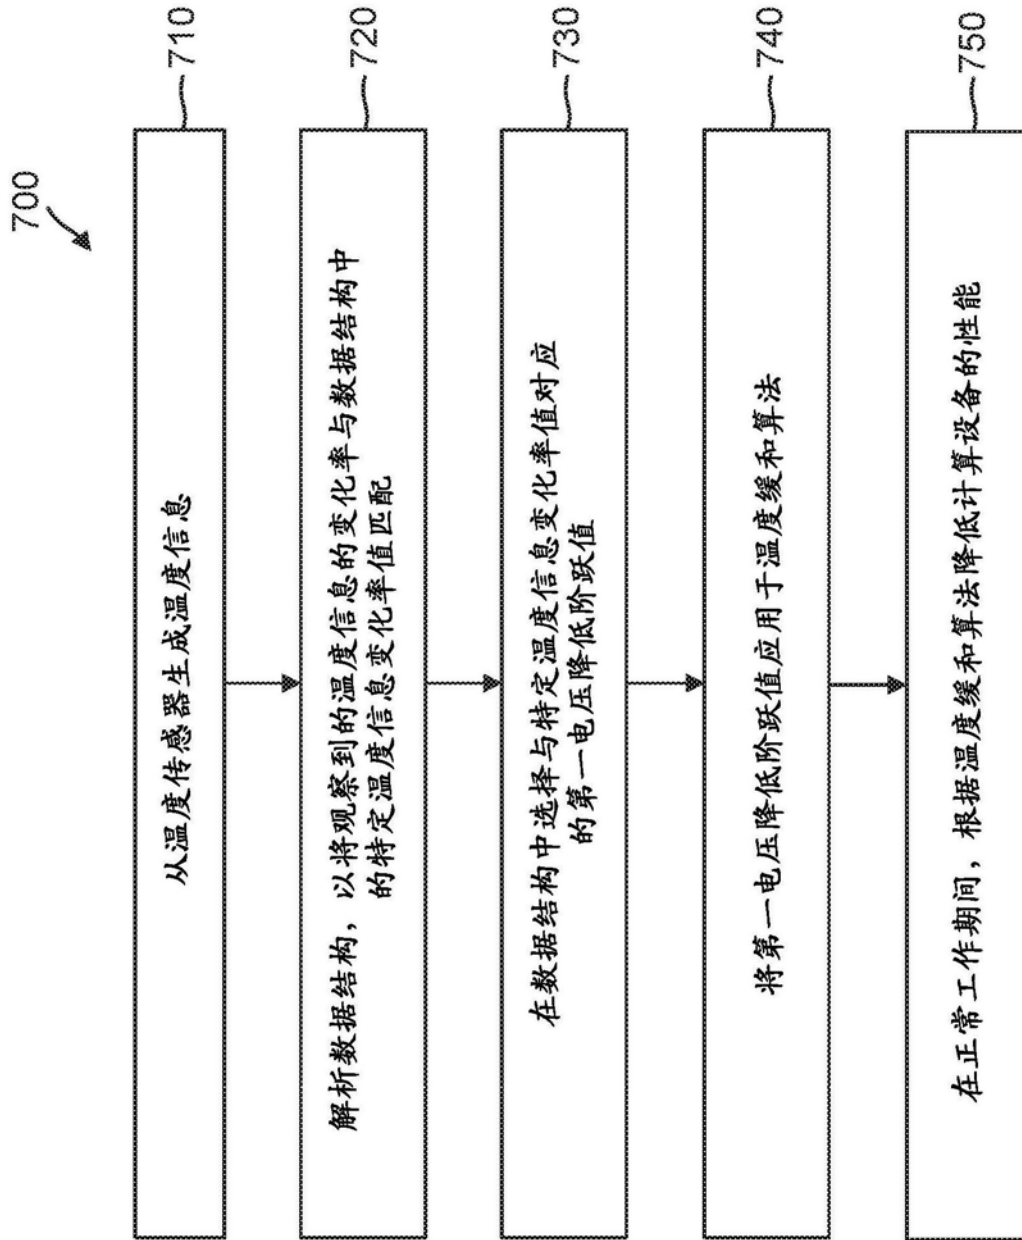 700
从温度传感器生成温度信息
710
解析数据结构，以将观察到的温度信息的变化率与数据结构中
的特定温度信息变化率值匹配
720
在数据结构中选择与特定温度信息变化率值对应
的第一电压降低阶跃值
730
将第一电压降低阶跃值应用于温度缓和算法
740
在正常工作期间，根据温度缓和算法降低计算设备的性能
750